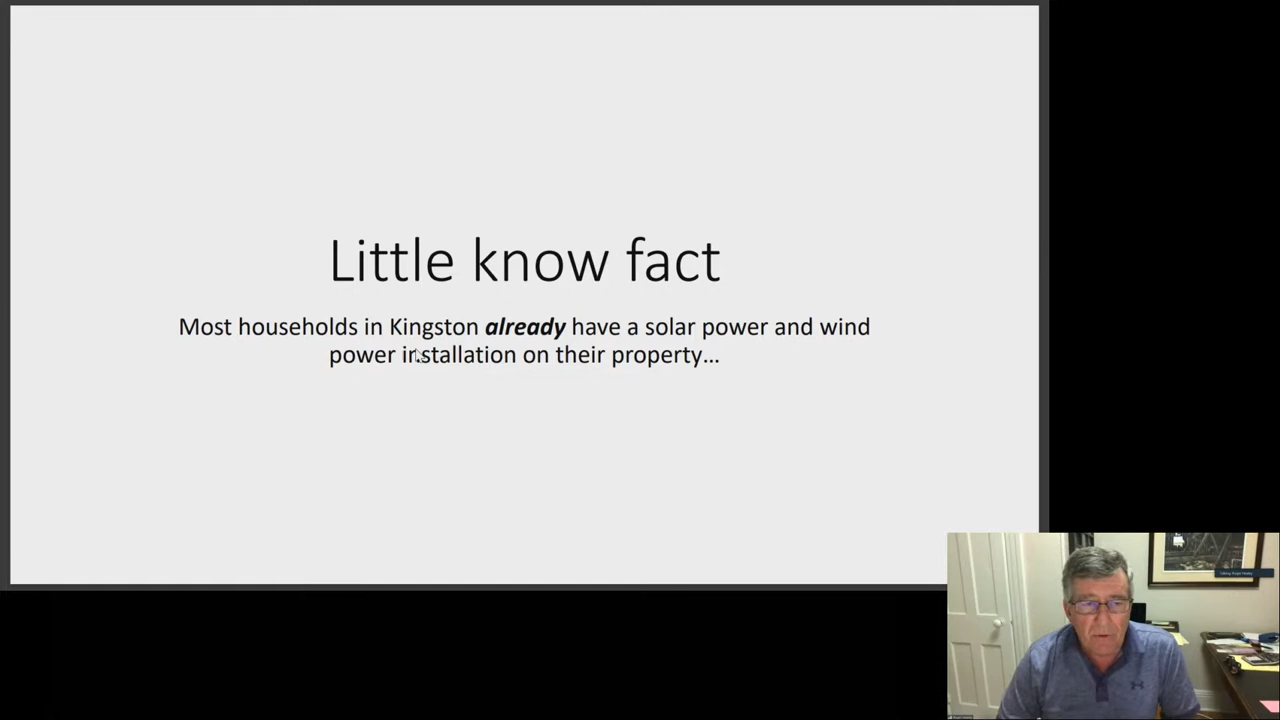 Little know fact
Most households in Kingston already have a solar power and wind
power installation on their property...